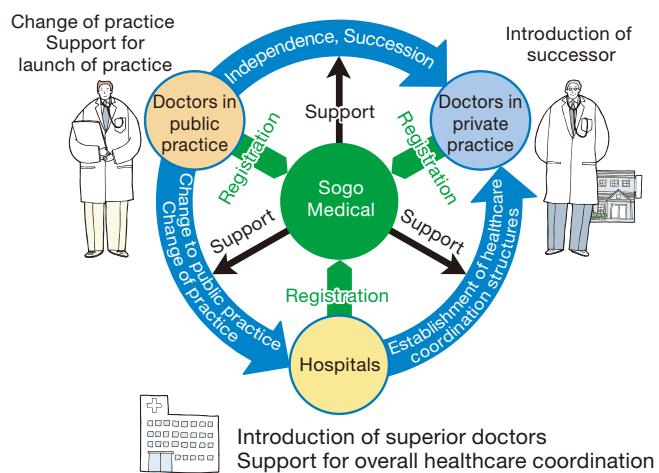 Change of practice
Support for
launch of practice
Introduction of
successor
Independence, Succession
Doctors in
public
practice
Doctors in
private
practice
Support
Registration
Registration
Sogo
Medical
Support
Support
Change to public practice
Change of practice
Establishment of healthcare
coordination structures
Registration
Hospitals
Introduction of superior doctors
Support for overall healthcare coordination